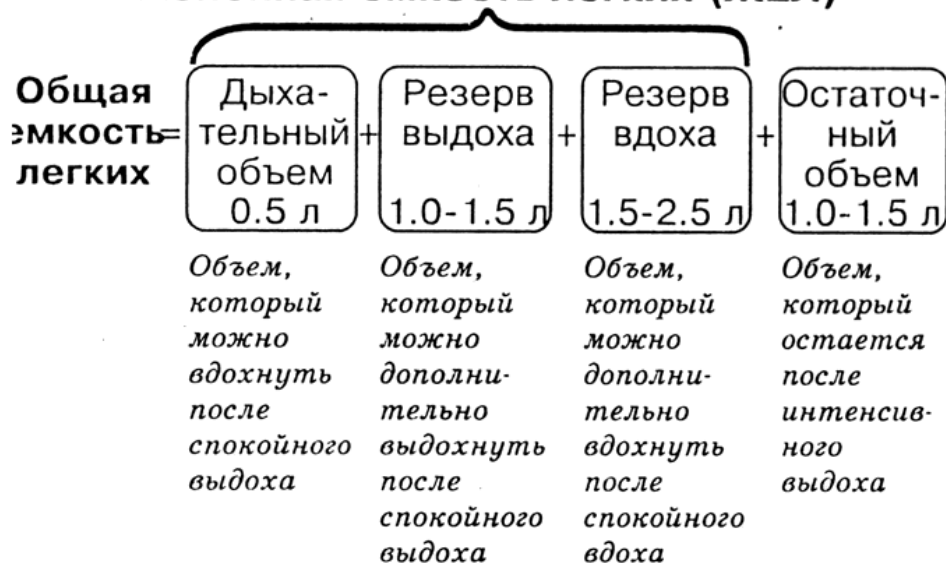 Общая
емкость=
легких
Дыха-
тельный
объем
0.5 л
+
Резерв
выдоха
1.0-1.5 л
+
Резерв
вдоха
1.5-2.5 л
+
Остаточ-
ный
объем
1.0-1.5 л
Объем,
который
можно
вдохнуть
после
спокойного
выдоха
Объем,
который
можно
дополни-
тельно
выдохнуть
после
спокойного
выдоха
Объем,
который
можно
дополни-
тельно
вдохнуть
после
спокойного
вдоха
Объем,
который
остается
после
интенсив-
ного
выдоха